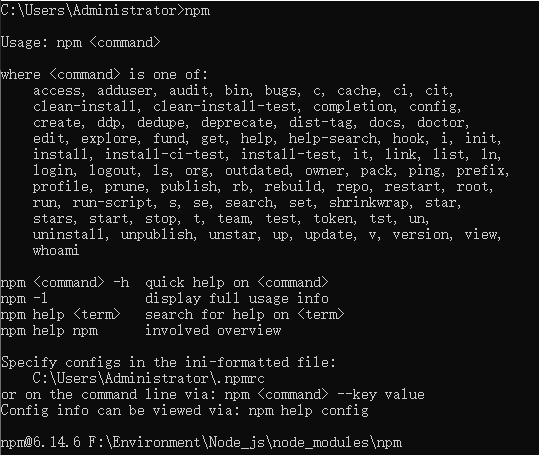 C:\Users\Administrator>npm
Usage: npm <command>
where <command> is one of:
    access, adduser, audit, bin, bugs, c, cache, ci, cit,
    clean-install, clean-install-test, completion, config,
    create, ddp, dedupe, deprecate, dist-tag, docs, doctor,
    edit, explore, fund, get, help, help-search, hook, i, init,
    install, install-ci-test, install-test, it, link, list, ln,
    login, logout, ls, org, outdated, owner, pack, ping, prefix,
    profile, prune, publish, rb, rebuild, repo, restart, root,
    run, run-script, s, se, search, set, shrinkwrap, star,
    stars, start, stop, t, team, test, token, tst, un,
    uninstall, unpublish, unstar, up, update, v, version, view,
    whoami
npm <command> -h  quick help on <command>
npm -l            display full usage info
npm help <term>   search for help on <term>
npm help npm      involved overview
Specify configs in the ini-formatted file:
    C:\Users\Administrator\.npmrc
or on the command line via: npm <command> --key value
Config info can be viewed via: npm help config
npm@6.14.6 F:\Environment\Node_js\node_modules\npm